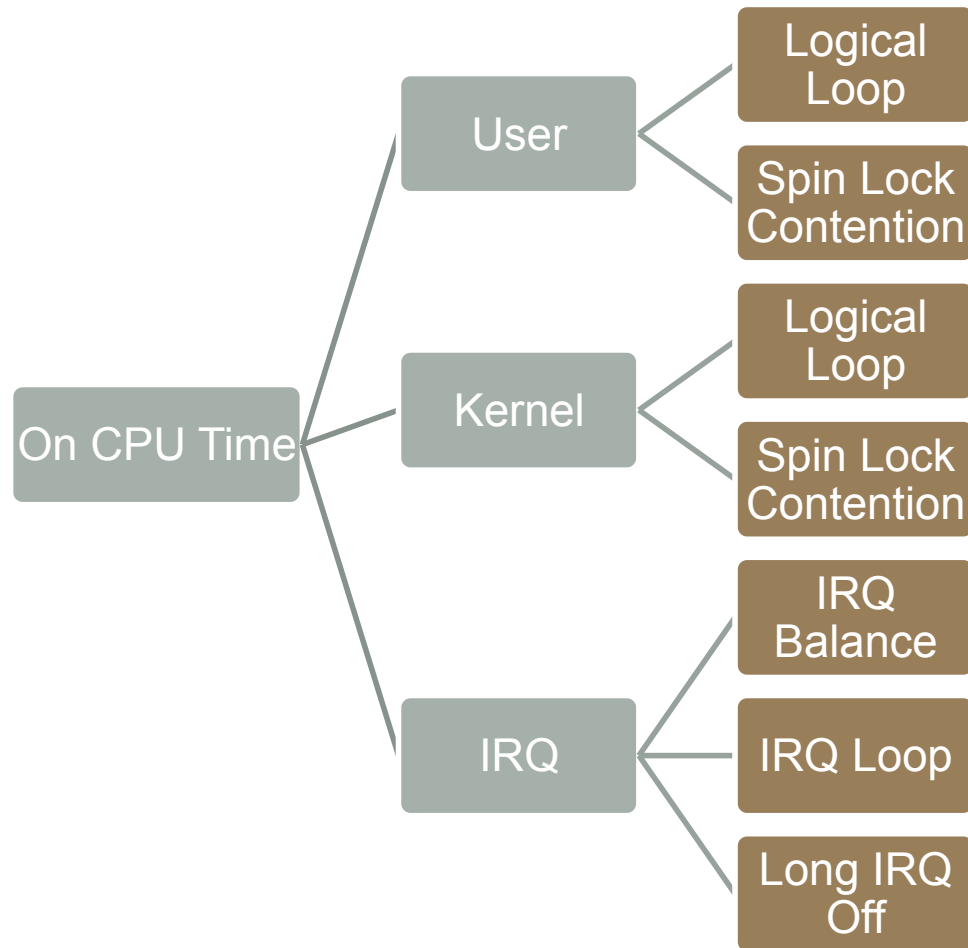 On CPU Time
User
Logical
Loop
Spin Lock
Contention
Kernel
Logical
Loop
Spin Lock
Contention
IRQ
IRQ
Balance
IRQ Loop
Long IRQ
Off